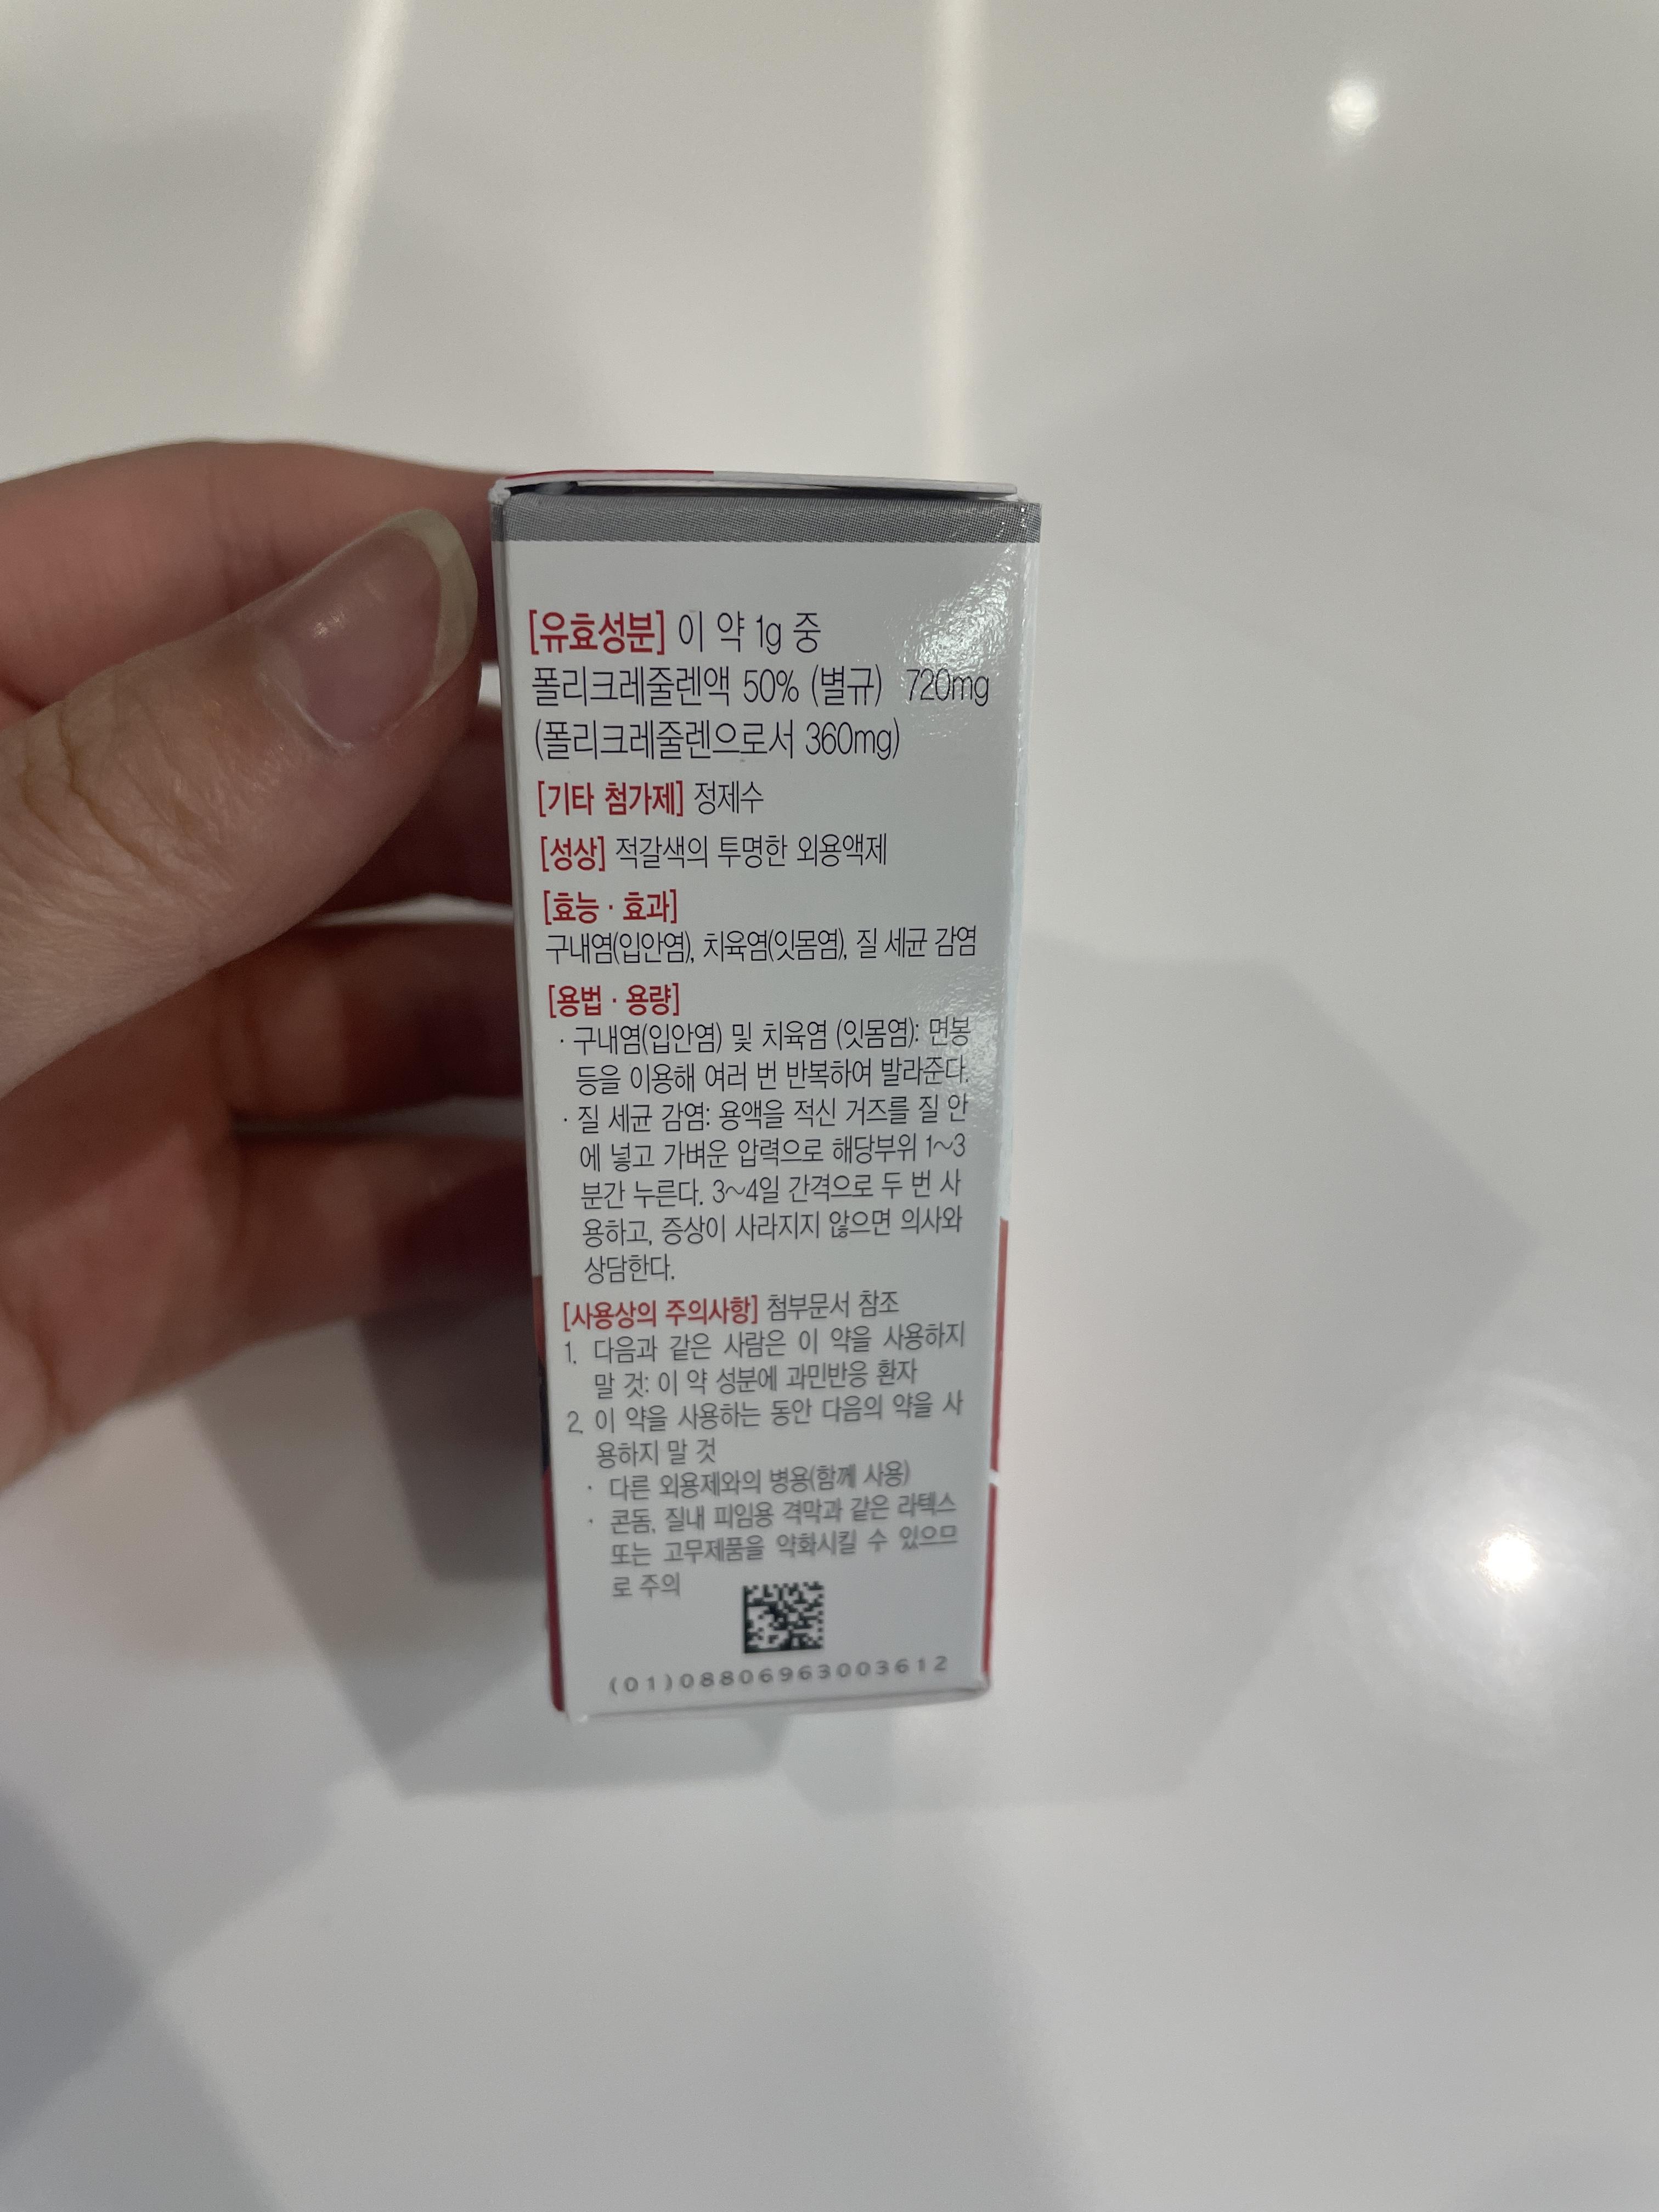 [유효성분] 이 약 1g 중
폴리크레줄렌액 50% (별규) 720mg
(폴리크레줄렌으로서 360mg)
[기타 첨가제] 정제수
[성상] 적갈색의 투명한 외용액제
[효능 · 효과]
구내염(입안염), 치육염(잇몸염), 질 세균 감염
[용법 · 용량]
· 구내염(입안염) 및 치육염 (잇몸염): 면봉
등을 이용해 여러 번 반복하여 발라준다.
· 질 세균 감염: 용액을 적신 거즈를 질 안
에 넣고 가벼운 압력으로 해당부위 1~3
분간 누른다. 3~4일 간격으로 두 번 사
용하고, 증상이 사라지지 않으면 의사와
상담한다.
[사용상의 주의사항] 첨부문서 참조
1. 다음과 같은 사람은 이 약을 사용하지
말 것: 이 약 성분에 과민반응 환자
2. 이 약을 사용하는 동안 다음의 약을 사
용하지 말 것
· 다른 외용제와의 병용(함께 사용)
· 콘돔, 질내 피임용 격막과 같은 라텍스
또는 고무제품을 약화시킬 수 있으므
로 주의
(01)08806963003612